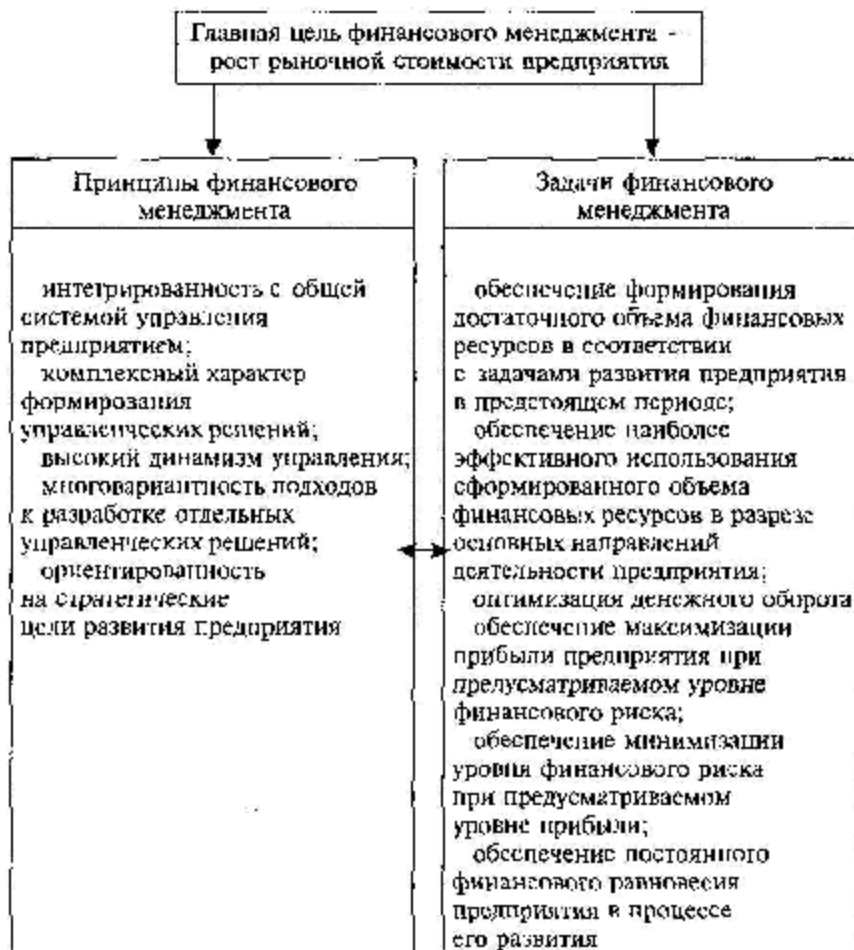 Главная цель финансового менеджмента -
рост рыночной стоимости предприятия
Принципы финансового
менеджмента
интегрированность с общей
системой управления
предприятием;
комплексный характер
формирования
управленческих решений;
высокий динамизм управления;
многовариантность подходов
к разработке отдельных
управленческих решений;
ориентированность
на стратегические
цели развития предприятия
Задачи финансового
менеджмента
обеспечение формирования
достаточного объема финансовых
ресурсов в соответствии
с задачами развития предприятия
в предстоящем периоде;
обеспечение наиболее
эффективного использования
сформированного объема
финансовых ресурсов в разрезе
основных направлений
деятельности предприятия;
оптимизация денежного оборота
обеспечение максимизации
прибыли предприятия при
предусматриваемом уровне
финансового риска;
обеспечение минимизации
уровня финансового риска
при предусматриваемом
уровне прибыли;
обеспечение постоянного
финансового равновесия
предприятия в процессе
его развития